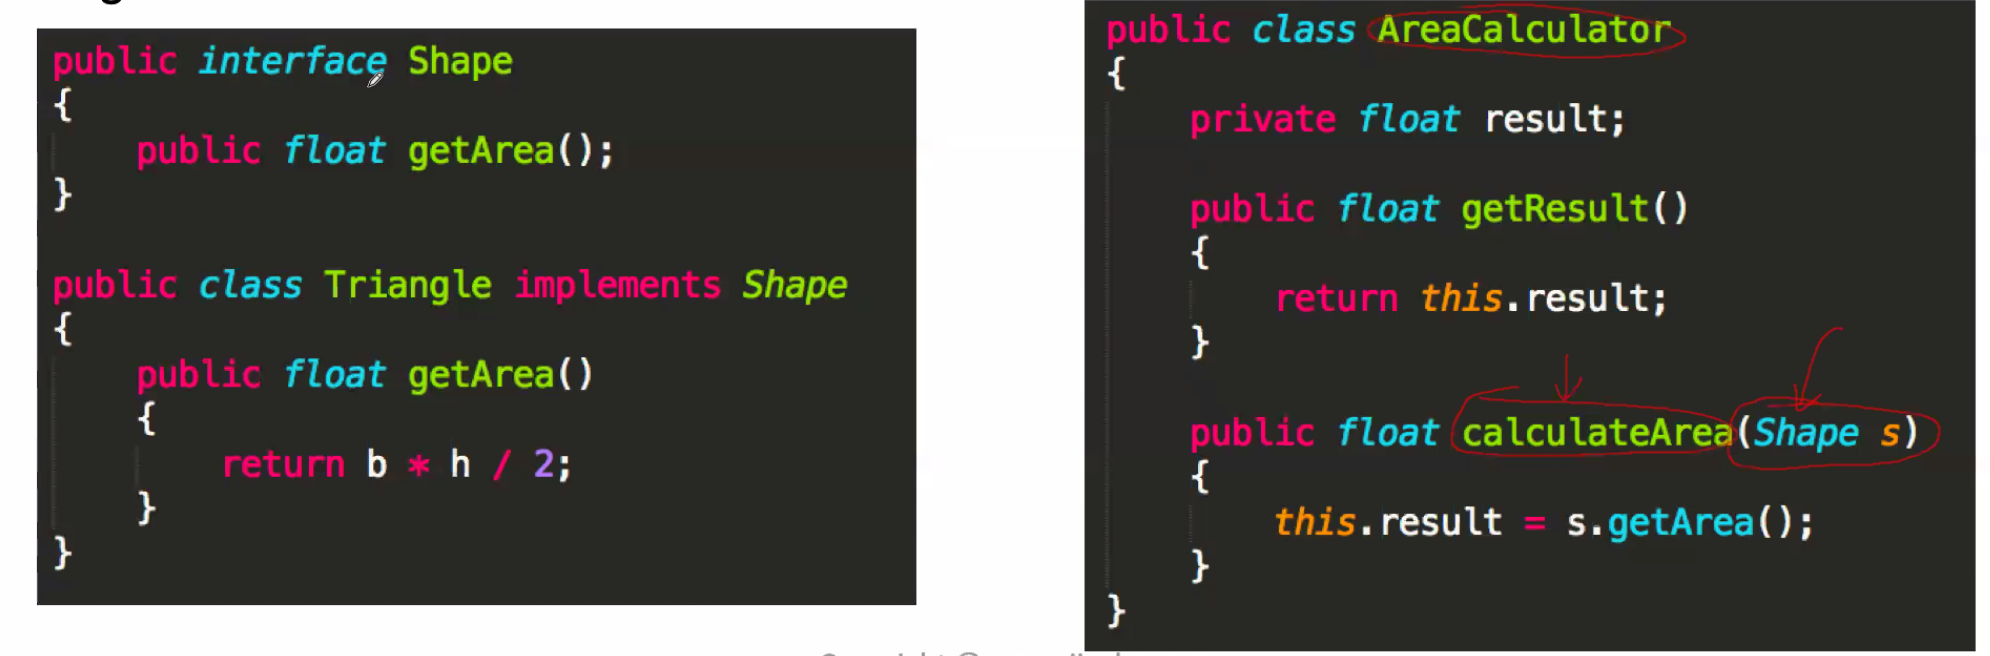 public interface Shape
{
    public float getArea();
}
public class Triangle implements Shape
{
    public float getArea()
    {
        return b * h / 2;
    }
}
public class AreaCalculator
{
    private float result;
    public float getResult()
    {
        return this.result;
    }
    public float calculateArea(Shape s)
    {
        this.result = s.getArea();
    }
}